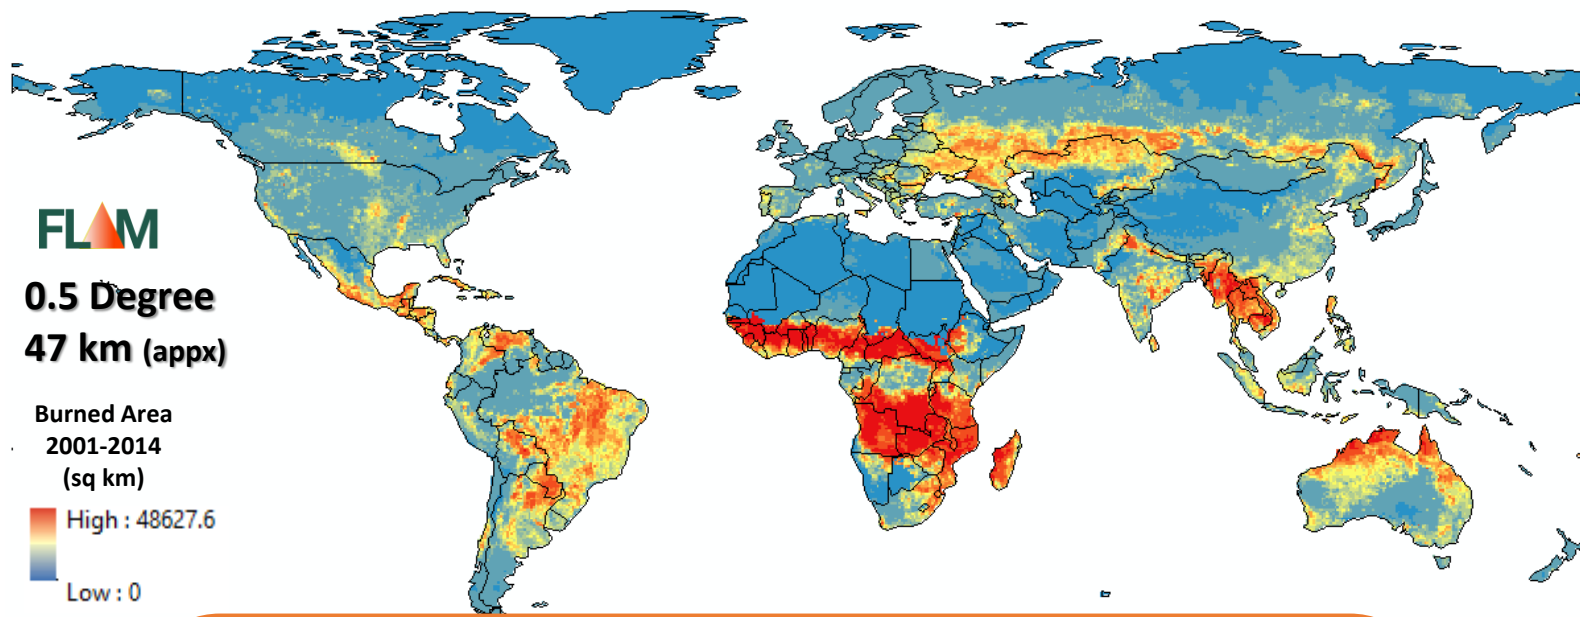 FLAM
0.5 Degree
47 km (appx)
Burned Area
2001-2014
(sq km)
High : 48627.6
Low : 0